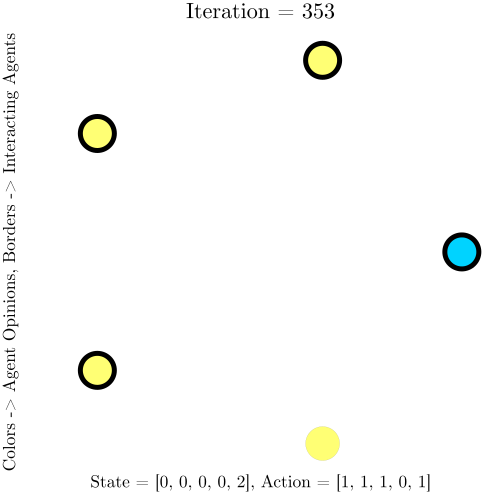 Iteration = 353
Colors -> Agent Opinions, Borders -> Interacting Agents
State = [0, 0, 0, 0, 2], Action = [1, 1, 1, 0, 1]